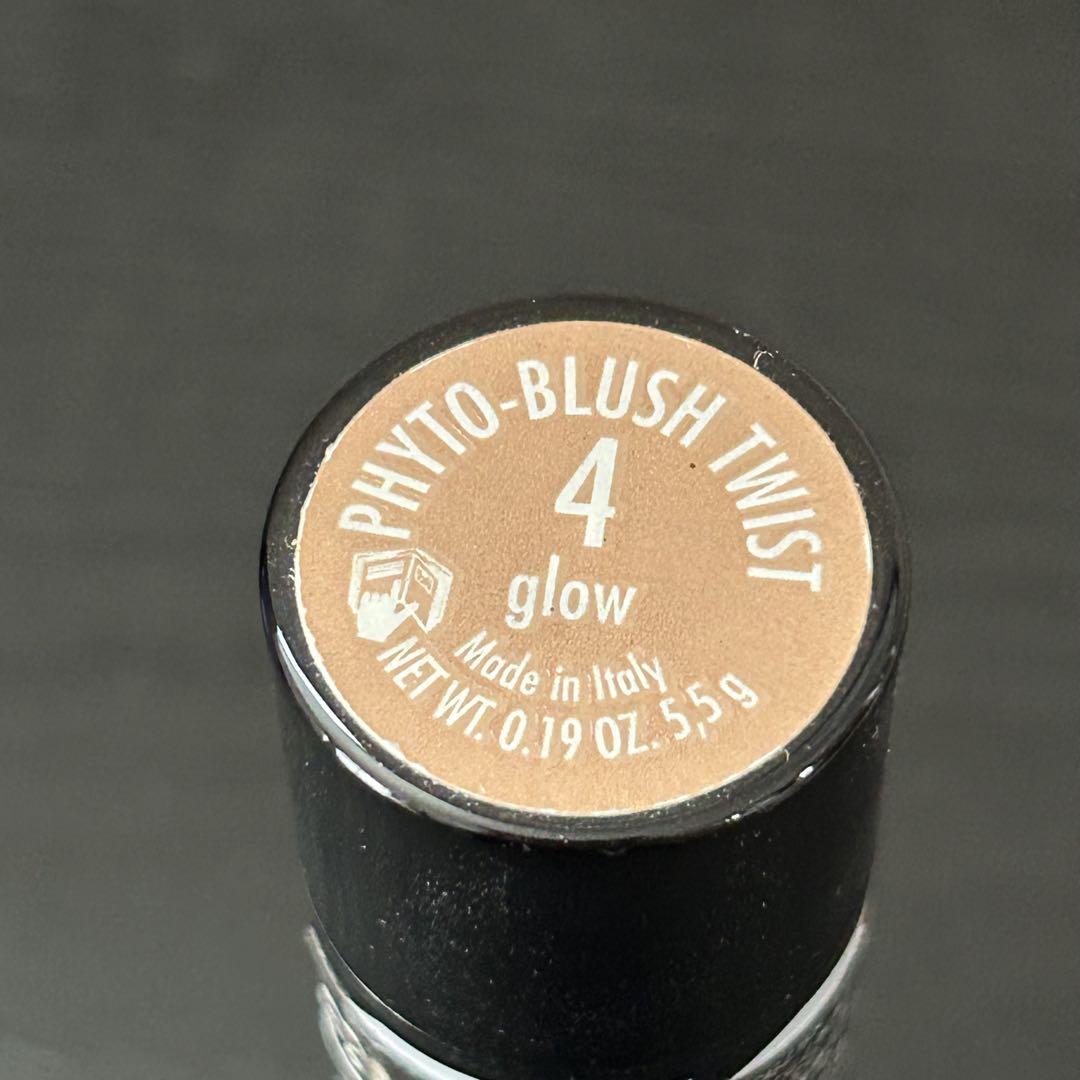 PHYTO-BLUSH TWIST
4
glow
Made in Italy
NET WT. 0.19 OZ. 5,5 g